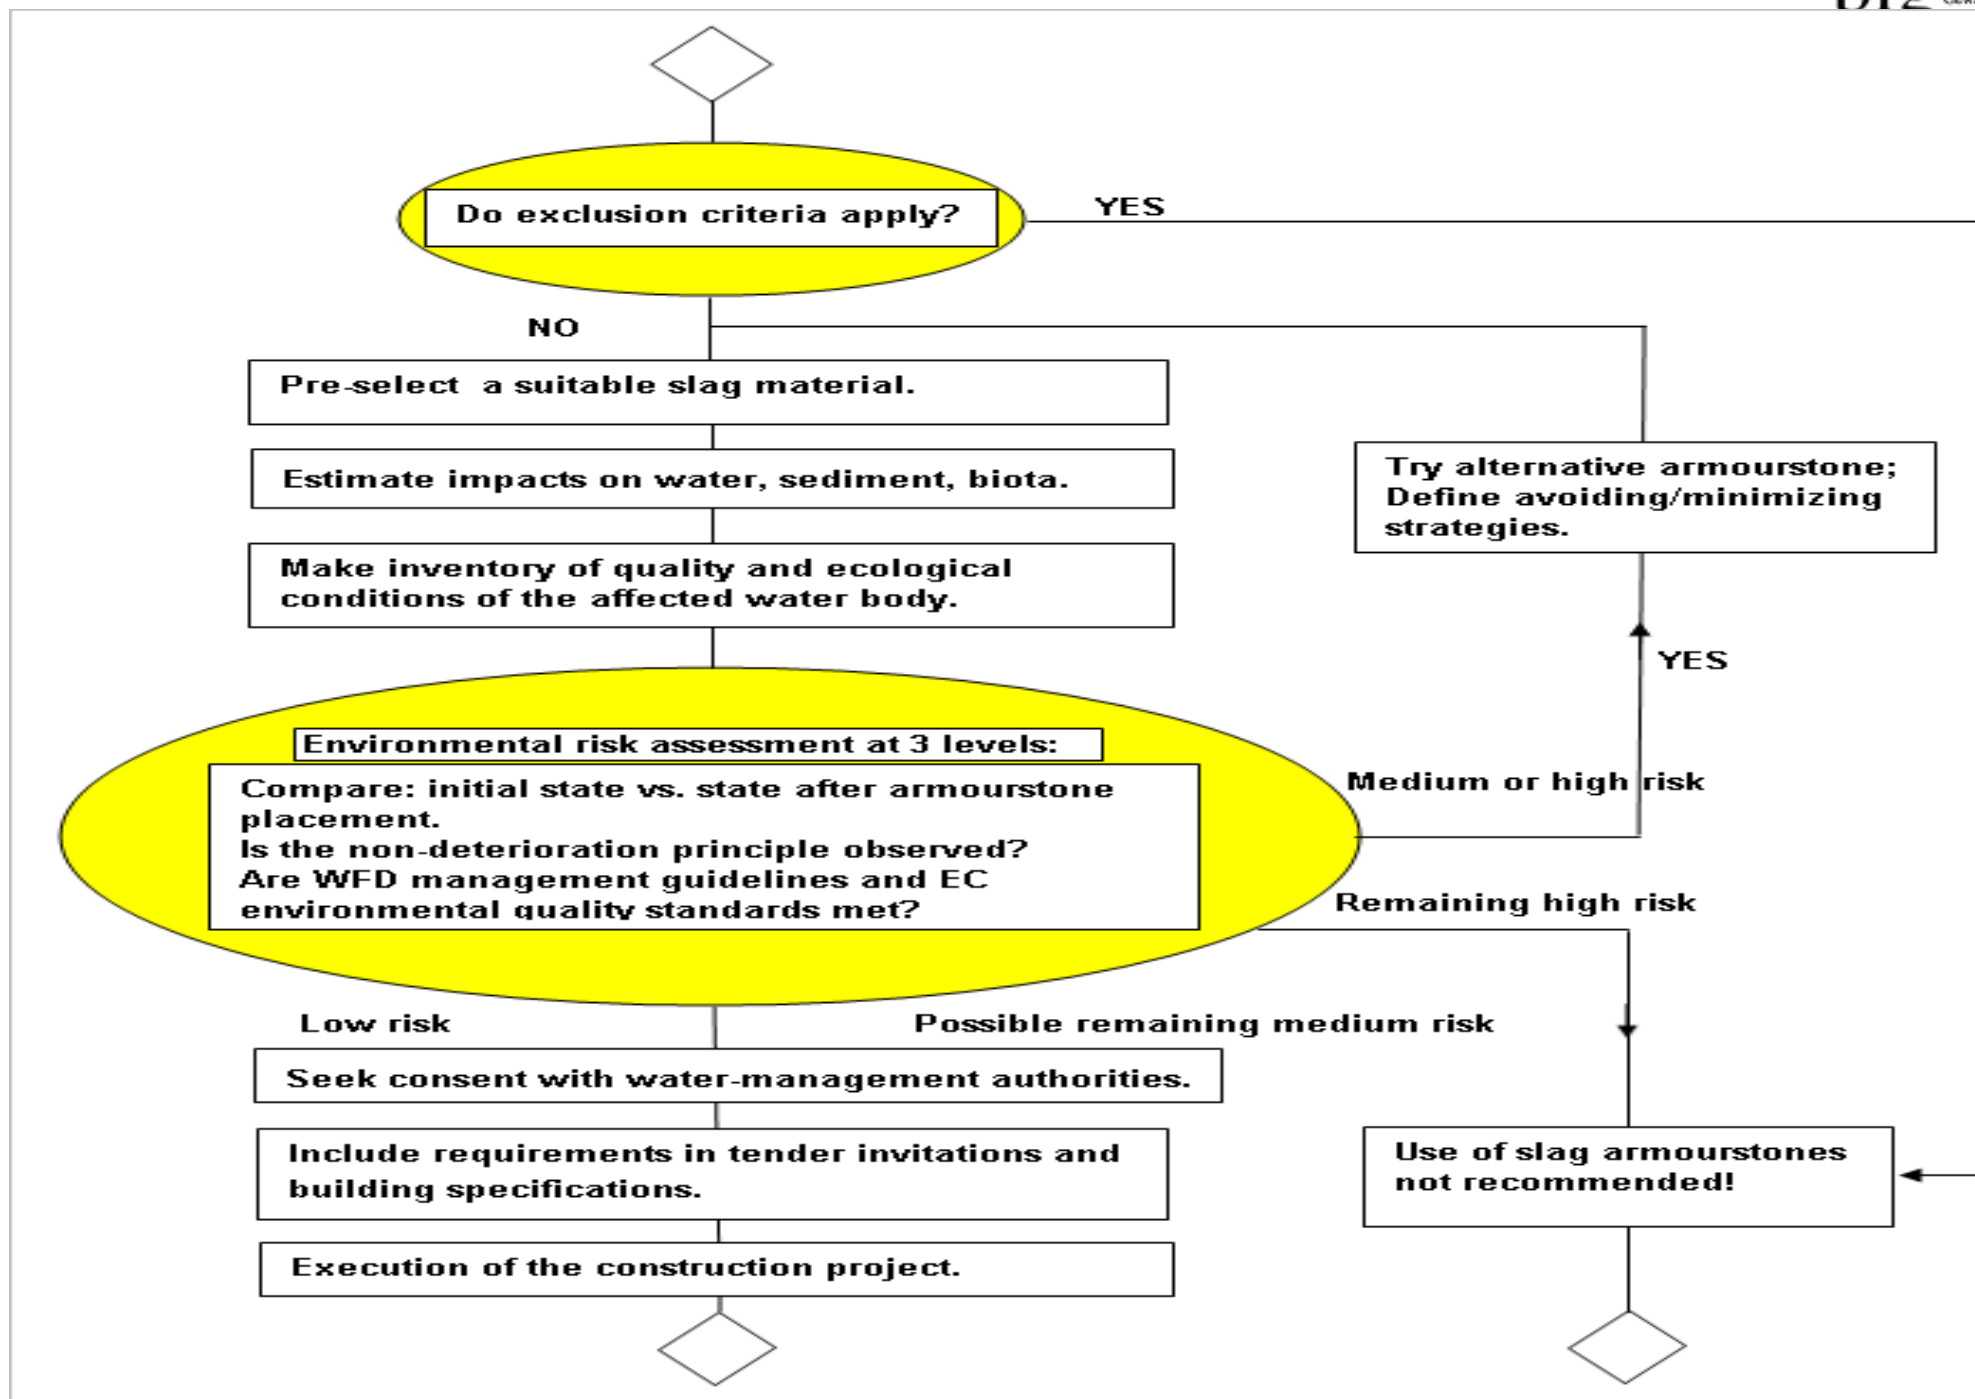 Do exclusion criteria apply?
YES
NO
Pre-select a suitable slag material.
Estimate impacts on water, sediment, biota.
Make inventory of quality and ecological
conditions of the affected water body.
Try alternative armourstone;
Define avoiding/minimizing
strategies.
YES
Environmental risk assessment at 3 levels:
Compare: initial state vs. state after armourstone
placement.
Is the non-deterioration principle observed?
Are WFD management guidelines and EC
environmental quality standards met?
Medium or high risk
Remaining high risk
Low risk
Possible remaining medium risk
Seek consent with water-management authorities.
Include requirements in tender invitations and
building specifications.
Execution of the construction project.
Use of slag armourstones
not recommended!